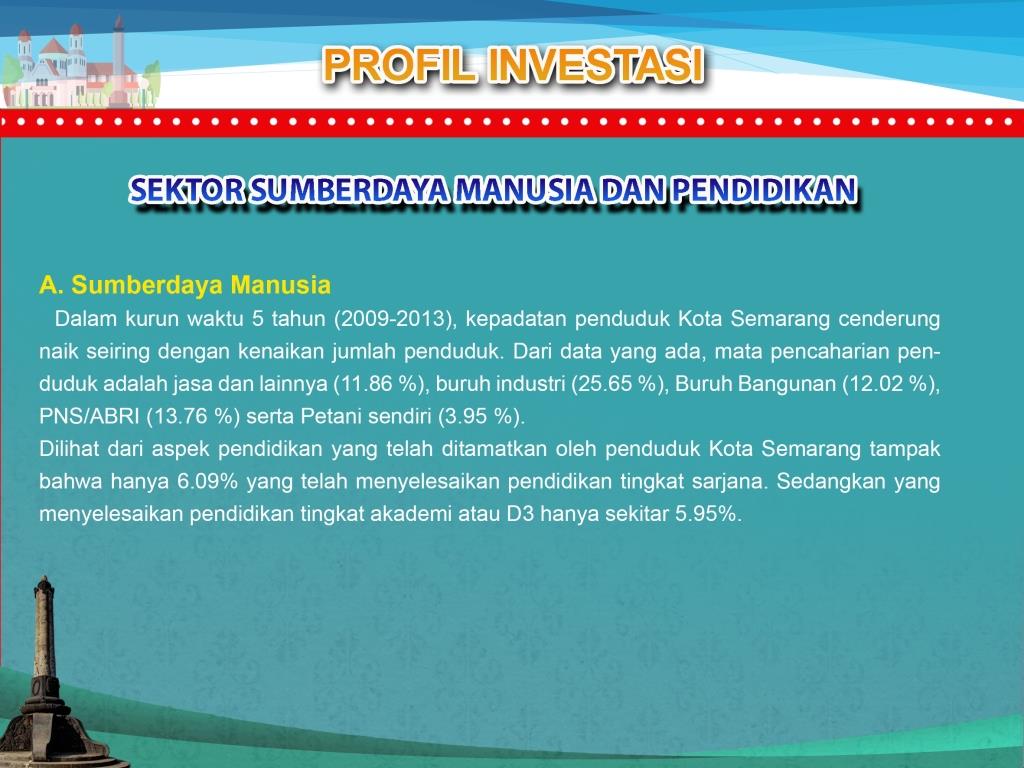 PROFIL INVESTASI
SEKTOR SUMBERDAYA MANUSIA DAN PENDIDIKAN
A. Sumberdaya Manusia
Dalam kurun waktu 5 tahun (2009-2013), kepadatan penduduk Kota Semarang cenderung
naik seiring dengan kenaikan jumlah penduduk. Dari data yang ada, mata pencaharian pen-
duduk adalah jasa dan lainnya (11.86 %), buruh industri (25.65 %), Buruh Bangunan (12.02 %),
PNS/ABRI (13.76 %) serta Petani sendiri (3.95 %).
Dilihat dari aspek pendidikan yang telah ditamatkan oleh penduduk Kota Semarang tampak
bahwa hanya 6.09% yang telah menyelesaikan pendidikan tingkat sarjana. Sedangkan yang
menyelesaikan pendidikan tingkat akademi atau D3 hanya sekitar 5.95%.